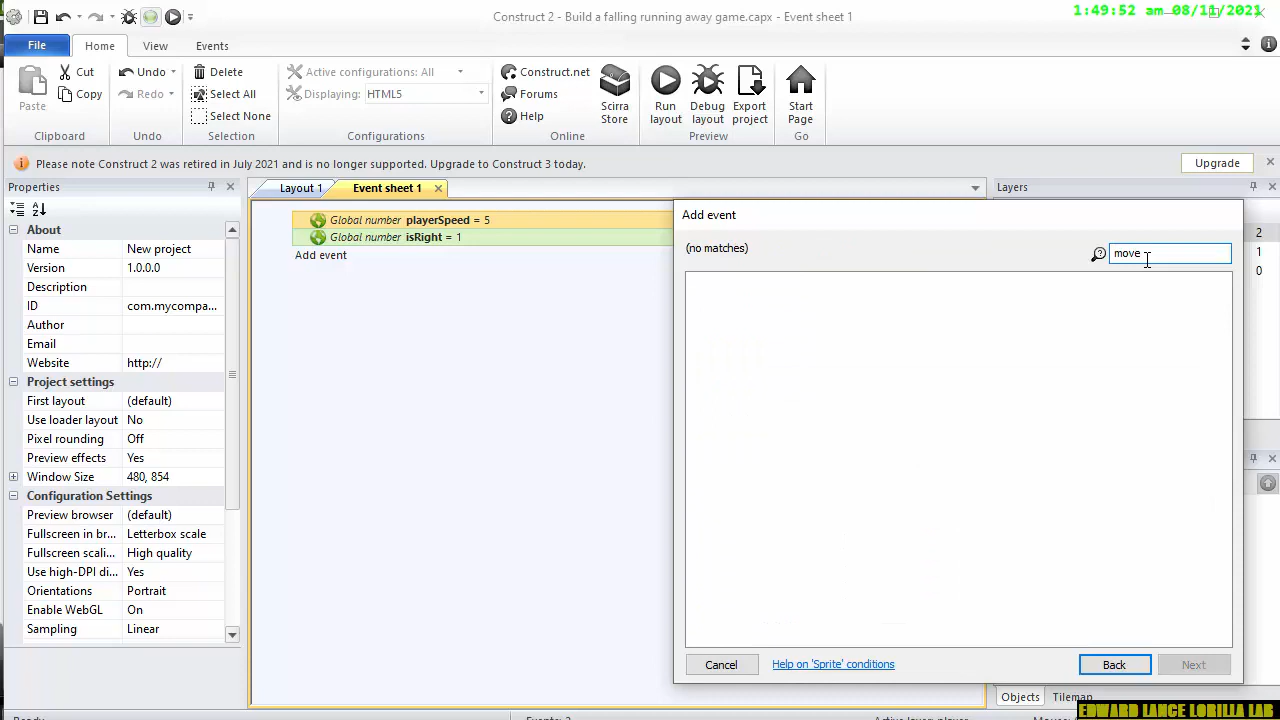 Construct 2 - Build a falling running away game.capx - Event sheet 1
1:49:52 am 08/11/2021
File
Home
View
Events
Paste
Cut
Copy
Clipboard
Undo
Redo
Undo
Delete
Select All
Select None
Selection
Active configurations: All
Displaying:
HTML5
Configurations
Construct.net
Forums
Help
Scirra
Store
Online
Run
layout
Debug
layout
Export
project
Preview
Start
Page
Go
Please note Construct 2 was retired in July 2021 and is no longer supported. Upgrade to Construct 3 today.
Upgrade
Properties
Layout 1
Event sheet 1
Layers
About
Name New project
Version 1.0.0.0
Description
ID com.mycompa...
Author
Email
Website http://
Project settings
First layout (default)
Use loader layout No
Pixel rounding Off
Preview effects Yes
Window Size 480, 854
Configuration Settings
Preview browser (default)
Fullscreen in br... Letterbox scale
Fullscreen scali... High quality
Use high-DPI di... Yes
Orientations Portrait
Enable WebGL On
Sampling Linear
Global number playerSpeed = 5
Global number isRight = 1
Add event
Add event
(no matches)
move
2
1
0
Cancel
Help on 'Sprite' conditions
Back
Next
Objects
Tilemap
EDWARD LANCE LORILLA LAB